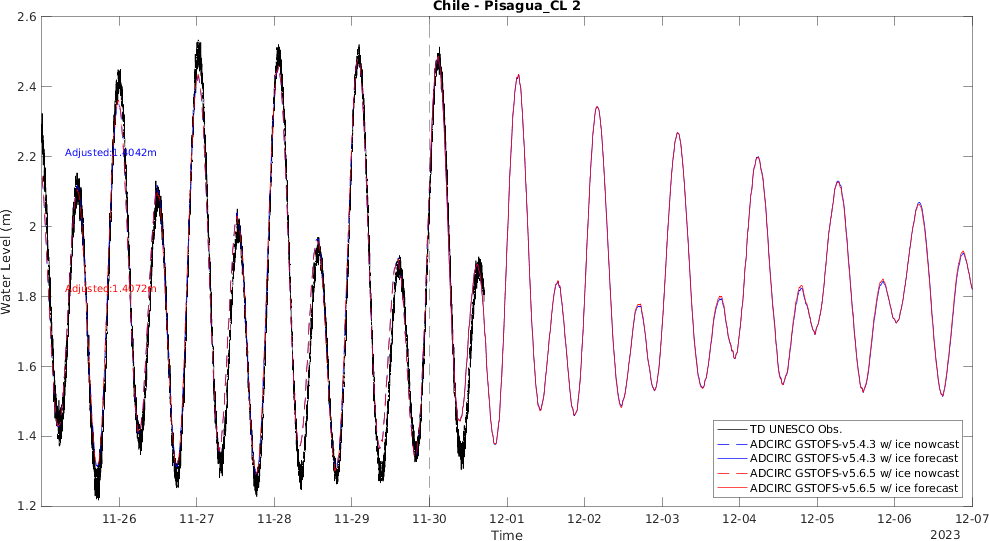 Chile - Pisagua_CL 2
2.6
2.4
2.2
2
1.8
1.6
1.4
1.2
Water Level (m)
Adjusted:1.4042m
Adjusted:1.4072m
TD UNESCO Obs.
ADCIRC GSTOFS-v5.4.3 w/ ice nowcast
ADCIRC GSTOFS-v5.4.3 w/ ice forecast
ADCIRC GSTOFS-v5.6.5 w/ ice nowcast
ADCIRC GSTOFS-v5.6.5 w/ ice forecast
11-26 11-27 11-28 11-29 11-30 12-01 12-02 12-03 12-04 12-05 12-06 12-07
Time
2023